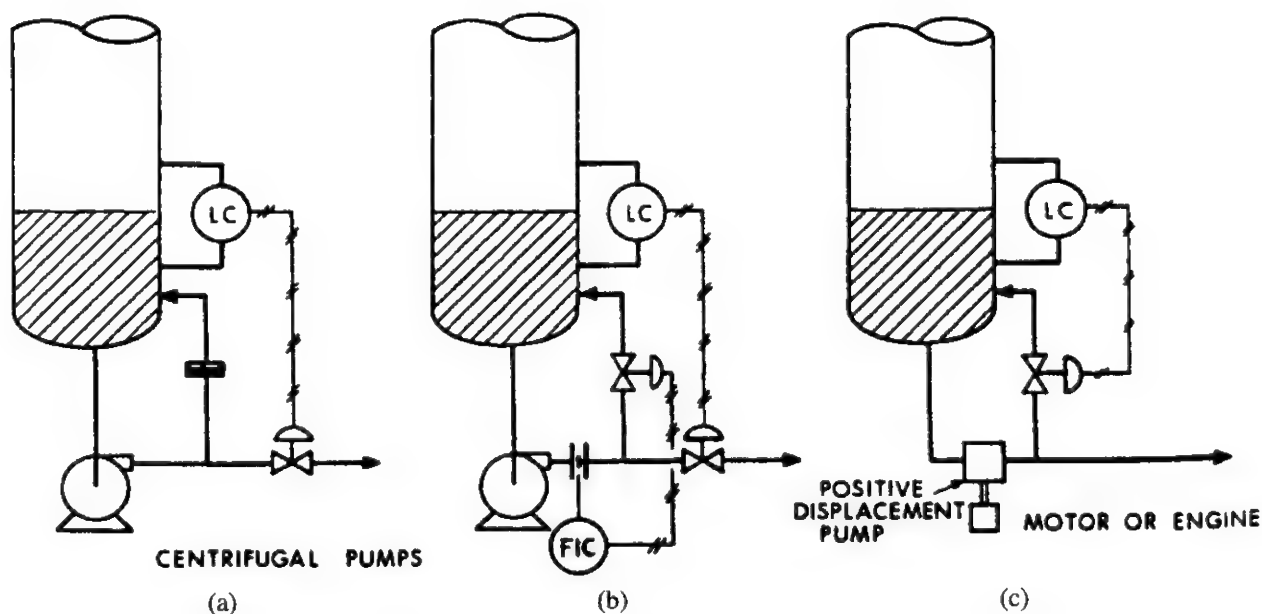 LC
LC
LC
FIC
POSITIVE
DISPLACEMENT
PUMP
MOTOR OR ENGINE
CENTRIFUGAL PUMPS
(a)
(b)
(c)